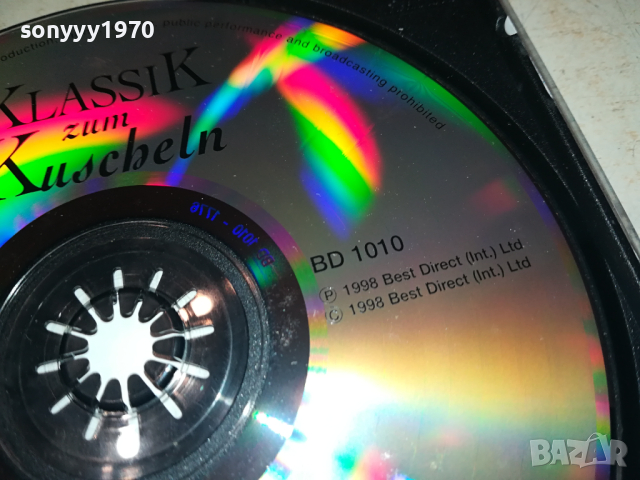 sonyyy1970
public performance and broadcasting prohibited
KLASSIK
zum
Kuscheln
BD 1010
Ⓟ 1998 Best Direct (Int.) Ltd
© 1998 Best Direct (Int.) Ltd
BAZAR